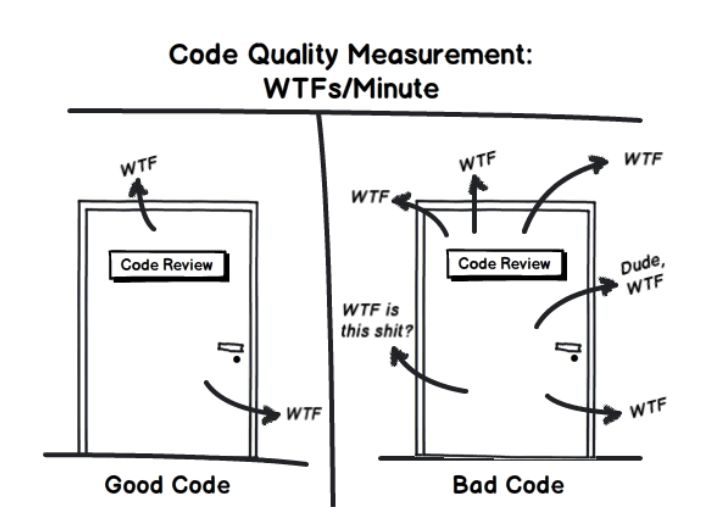 Code Quality Measurement:
WTFs/Minute
WTF
Code Review
WTF
Good Code
WTF
WTF
WTF
Code Review
Dude,
WTF
WTF is
this shit?
WTF
Bad Code